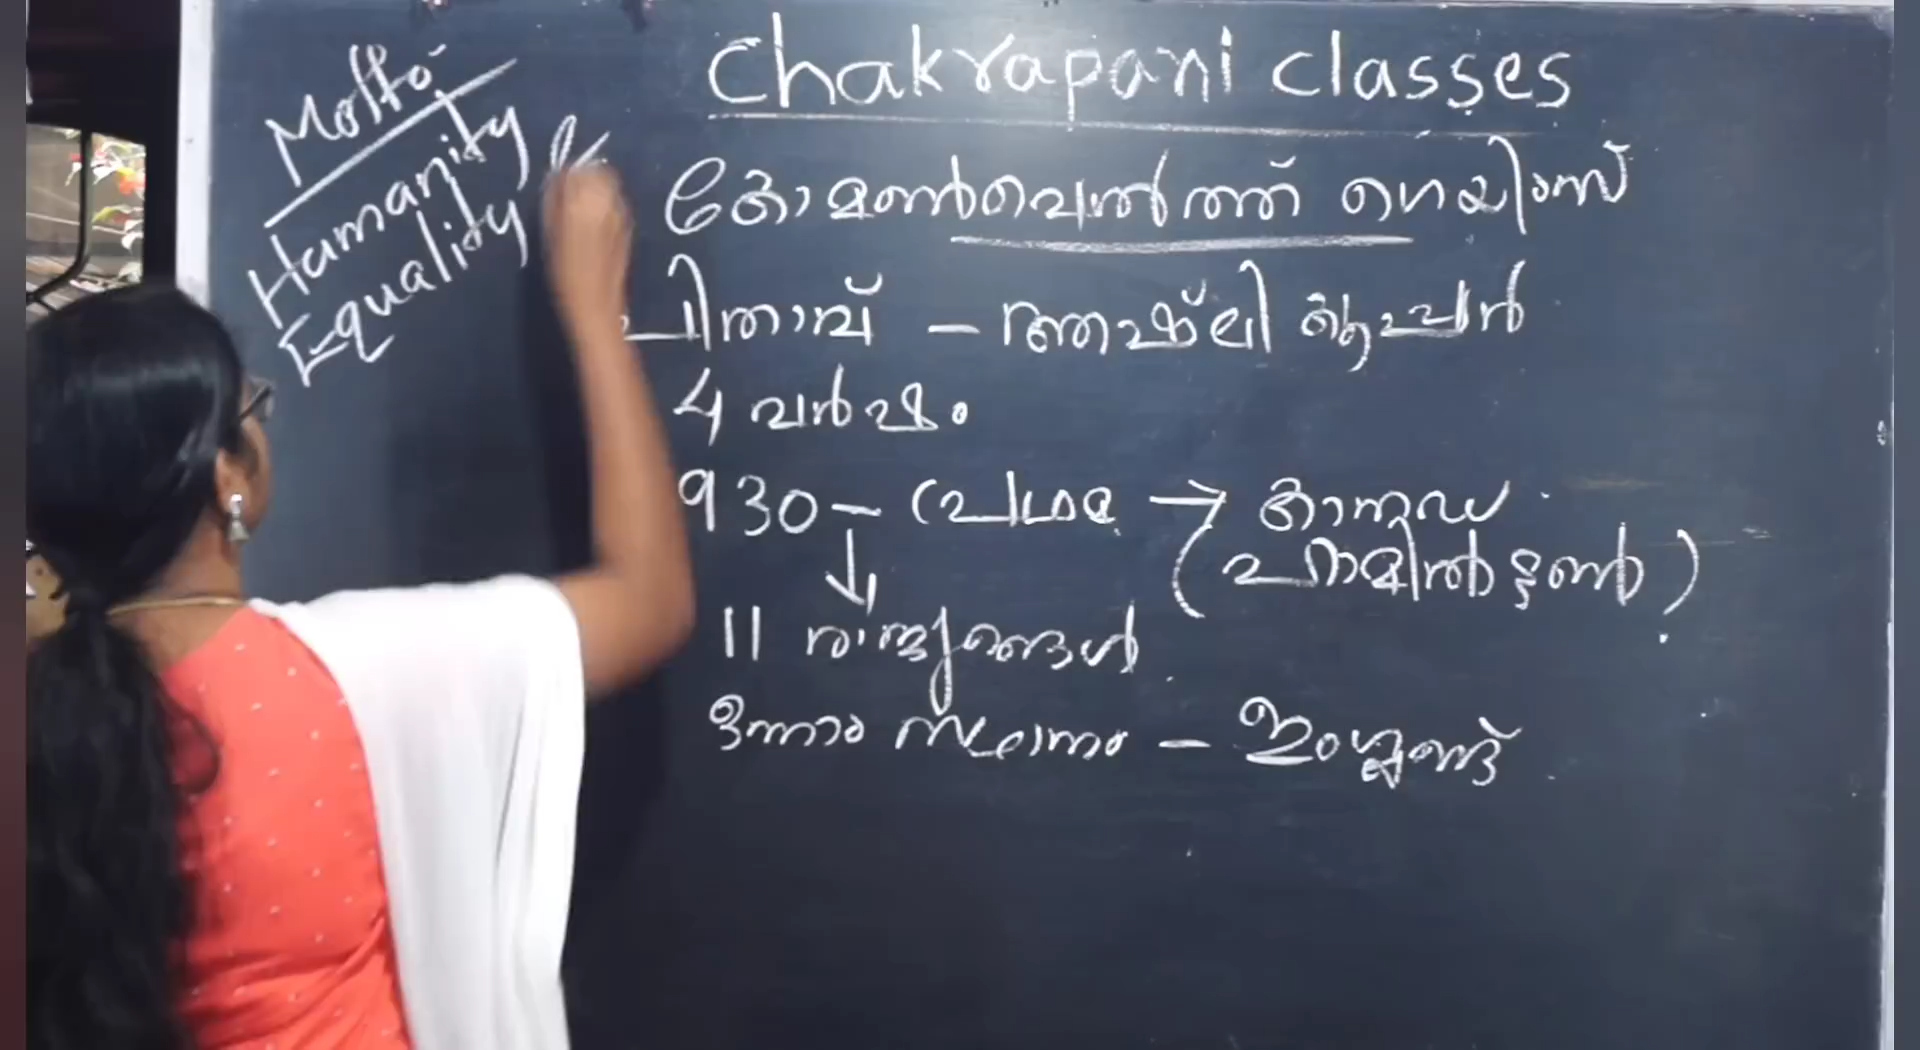 Motto
Humanity
Equality
Chakrapani classes
കോമൺവെൽത്ത് ഗെയിംസ്
പിതാവ് - ആഷ്‌ലി കൂപ്പർ
4 വർഷം
930 - പ്രഥമ → കാനഡ
(ഹാമിൽട്ടൺ)
11 രാജ്യങ്ങൾ
ഒന്നാം സ്ഥാനം - ഇംഗ്ലണ്ട്